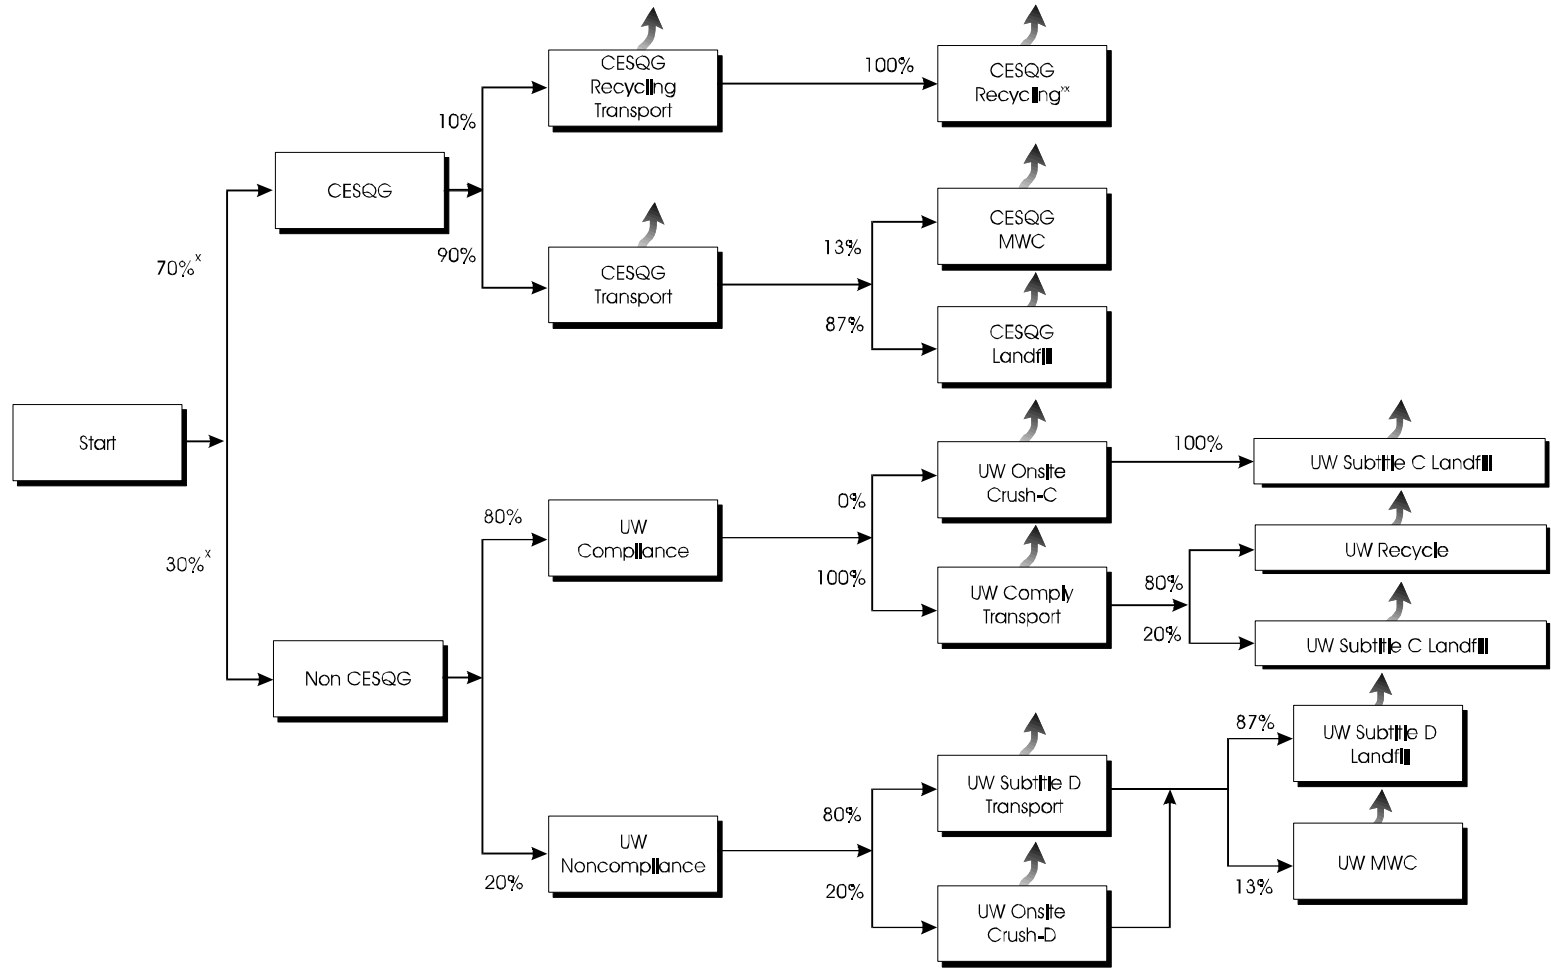 CESQG
Recycling
Transport
100%
CESQG
Recycling^xx
10%
CESQG
90%
CESQG
Transport
13%
CESQG
MWC
87%
CESQG
Landfill
70%^x
Start
30%^x
Non CESQG
80%
UW
Compliance
0%
UW Onsite
Crush-C
100%
UW Subtitle C Landfill
100%
UW Comply
Transport
80%
UW Recycle
20%
UW Subtitle C Landfill
20%
UW
Noncompliance
80%
UW Subtitle D
Transport
20%
UW Onsite
Crush-D
87%
UW Subtitle D
Landfill
13%
UW MWC